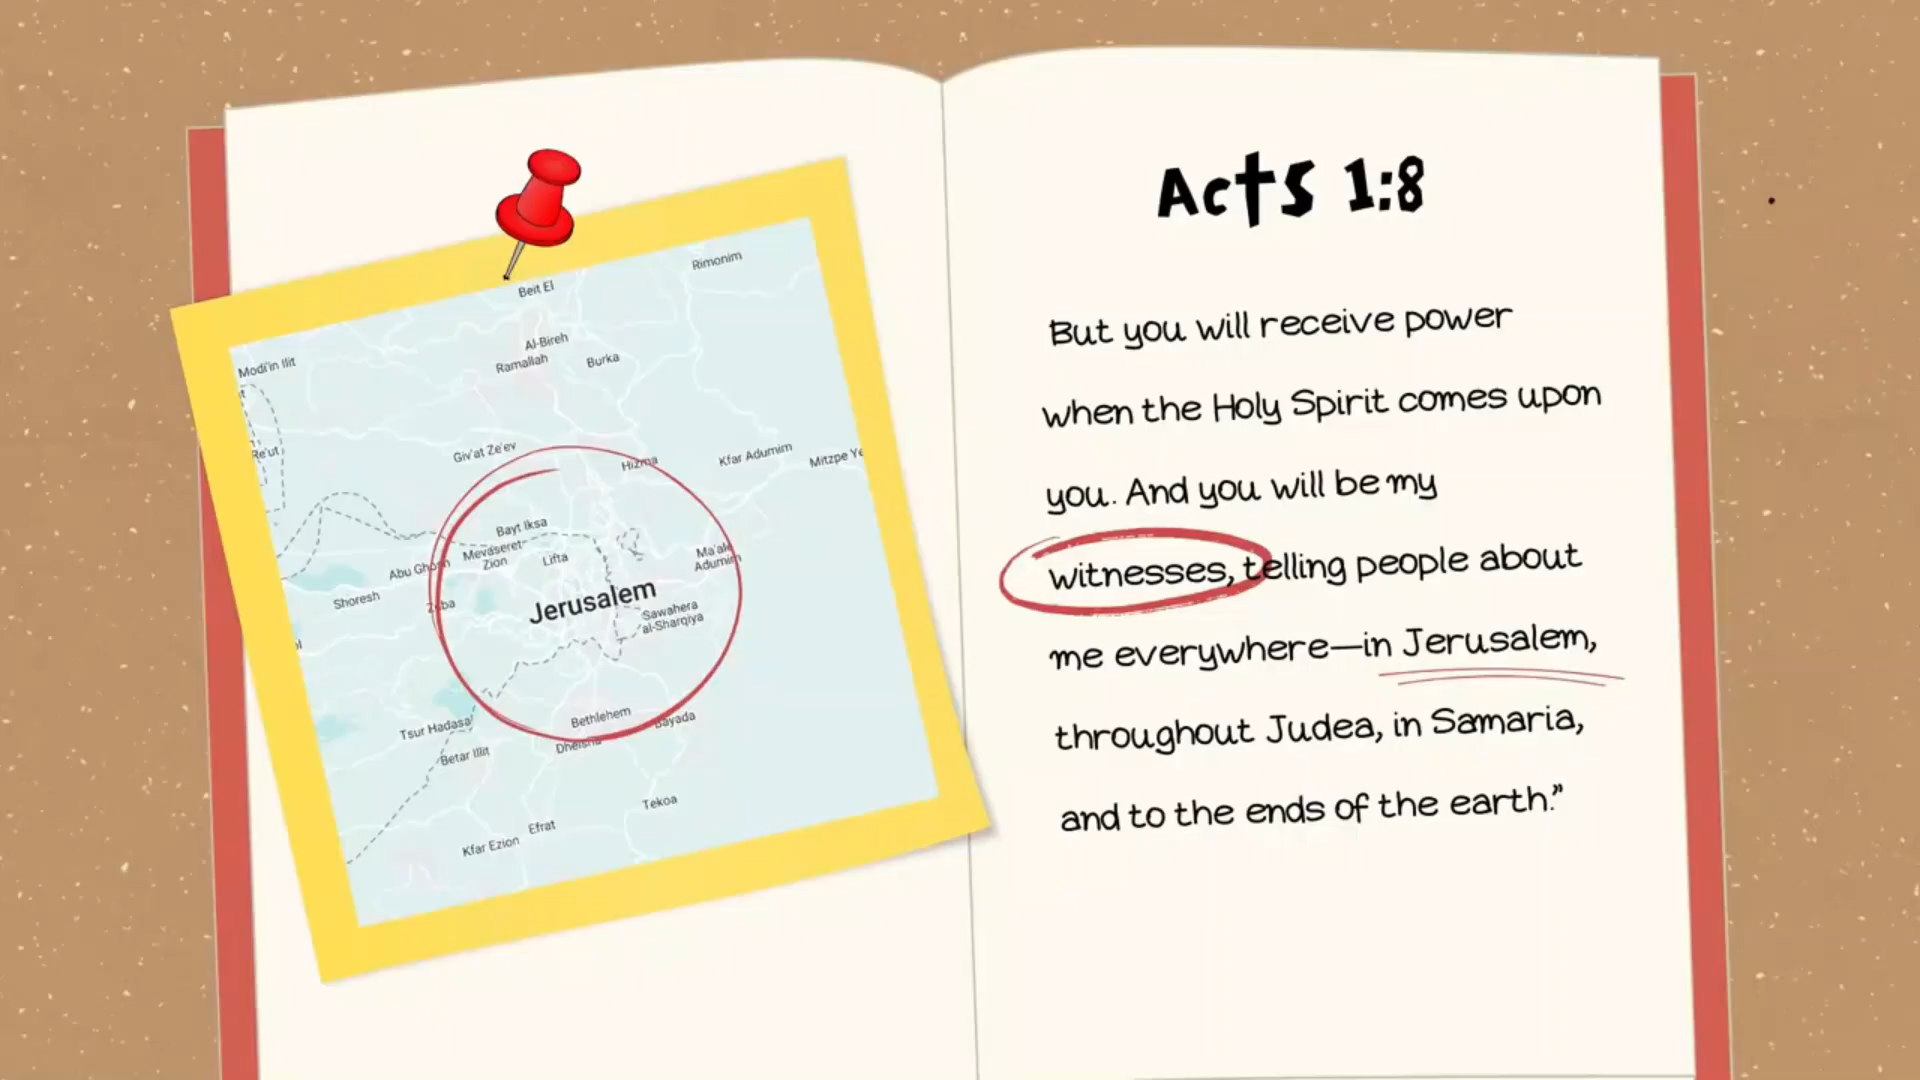 Rimonim
Beit El
Al-Bireh
Ramallah
Burka
Modi'in Ilit
Re'ut
Giv'at Ze'ev
Hizma
Kfar Adumim
Bayt Iksa
Mevaseret
Zion
Lifta
Ma'ale
Adumim
Abu Ghosh
Shoresh
Jerusalem
Sawahera
al-Sharqiya
Tsur Hadasa
Bethlehem
Betar Illit
Tekoa
Efrat
Kfar Ezion
Acts 1:8
But you will receive power
when the Holy Spirit comes upon
you. And you will be my
witnesses, telling people about
me everywhere—in Jerusalem,
throughout Judea, in Samaria,
and to the ends of the earth.”